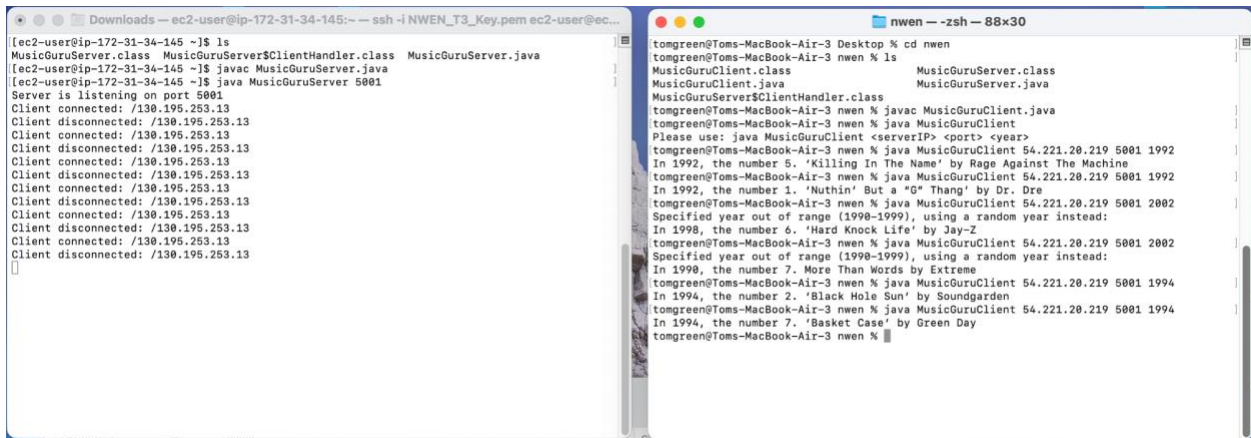 Downloads — ec2-user@ip-172-31-34-145:~ — ssh -i NWEN_T3_Key.pem ec2-user@ec...
[[ec2-user@ip-172-31-34-145 ~]$ ls
MusicGuruServer.class  MusicGuruServer$ClientHandler.class  MusicGuruServer.java
[[ec2-user@ip-172-31-34-145 ~]$ javac MusicGuruServer.java
[[ec2-user@ip-172-31-34-145 ~]$ java MusicGuruServer 5001
Server is listening on port 5001
Client connected: /130.195.253.13
Client disconnected: /130.195.253.13
Client connected: /130.195.253.13
Client disconnected: /130.195.253.13
Client connected: /130.195.253.13
Client disconnected: /130.195.253.13
Client connected: /130.195.253.13
Client disconnected: /130.195.253.13
Client connected: /130.195.253.13
Client disconnected: /130.195.253.13
Client connected: /130.195.253.13
Client disconnected: /130.195.253.13
nwen — -zsh — 88×30
[tomgreen@Toms-MacBook-Air-3 Desktop % cd nwen
[tomgreen@Toms-MacBook-Air-3 nwen % ls
MusicGuruClient.class MusicGuruServer.class
MusicGuruClient.java MusicGuruServer.java
MusicGuruServer$ClientHandler.class
[tomgreen@Toms-MacBook-Air-3 nwen % javac MusicGuruClient.java
[tomgreen@Toms-MacBook-Air-3 nwen % java MusicGuruClient
Please use: java MusicGuruClient <serverIP> <port> <year>
[tomgreen@Toms-MacBook-Air-3 nwen % java MusicGuruClient 54.221.20.219 5001 1992
In 1992, the number 5. ‘Killing In The Name’ by Rage Against The Machine
[tomgreen@Toms-MacBook-Air-3 nwen % java MusicGuruClient 54.221.20.219 5001 1992
In 1992, the number 1. ‘Nuthin’ But a “G” Thang’ by Dr. Dre
[tomgreen@Toms-MacBook-Air-3 nwen % java MusicGuruClient 54.221.20.219 5001 2002
Specified year out of range (1990-1999), using a random year instead:
In 1998, the number 6. ‘Hard Knock Life’ by Jay-Z
[tomgreen@Toms-MacBook-Air-3 nwen % java MusicGuruClient 54.221.20.219 5001 2002
Specified year out of range (1990-1999), using a random year instead:
In 1990, the number 7. More Than Words by Extreme
[tomgreen@Toms-MacBook-Air-3 nwen % java MusicGuruClient 54.221.20.219 5001 1994
In 1994, the number 2. ‘Black Hole Sun’ by Soundgarden
[tomgreen@Toms-MacBook-Air-3 nwen % java MusicGuruClient 54.221.20.219 5001 1994
In 1994, the number 7. ‘Basket Case’ by Green Day
tomgreen@Toms-MacBook-Air-3 nwen %